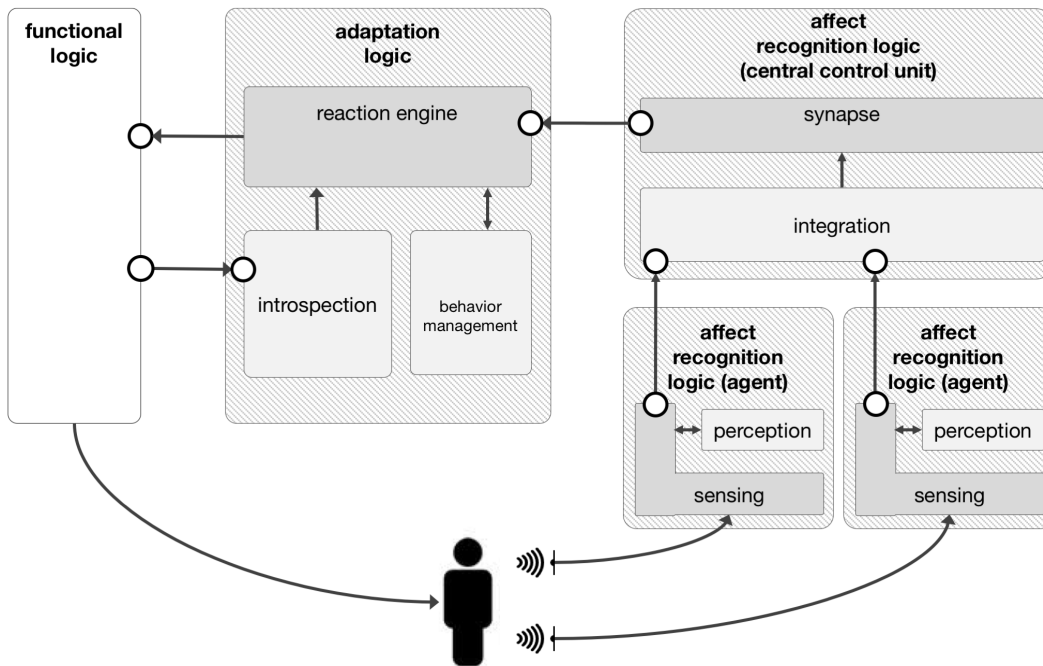 functional
logic
adaptation
logic
reaction engine
introspection
behavior
management
affect
recognition logic
(central control unit)
synapse
integration
affect
recognition
logic (agent)
perception
sensing
affect
recognition
logic (agent)
perception
sensing